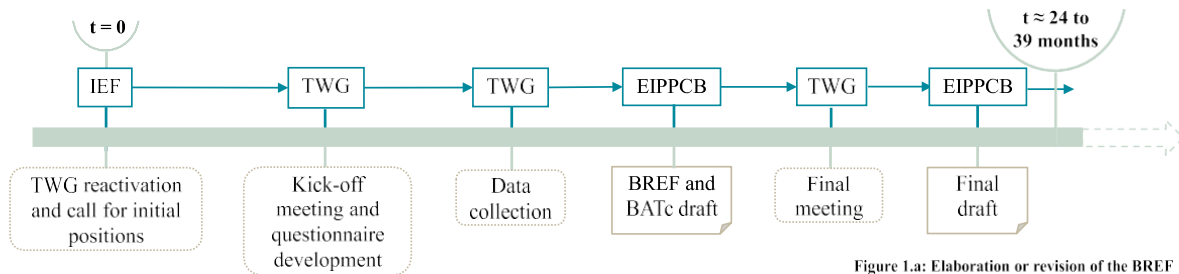 t = 0
t ≈ 24 to
39 months
IEF
TWG
TWG
EIPPCB
TWG
EIPPCB
TWG reactivation
and call for initial
positions
Kick-off
meeting and
questionnaire
development
Data
collection
BREF and
BATc draft
Final
meeting
Final
draft
Figure 1.a: Elaboration or revision of the BREF